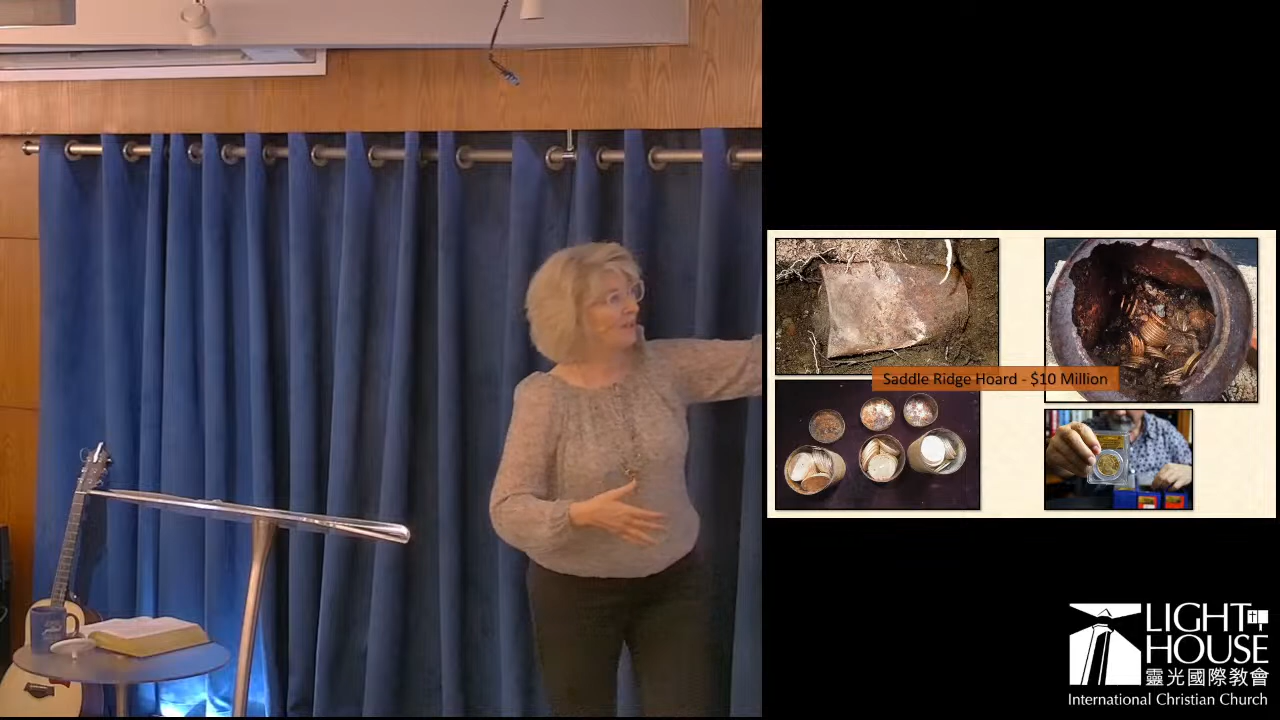 Saddle Ridge Hoard - $10 Million
LIGHT
HOUSE
靈光國際教會
International Christian Church